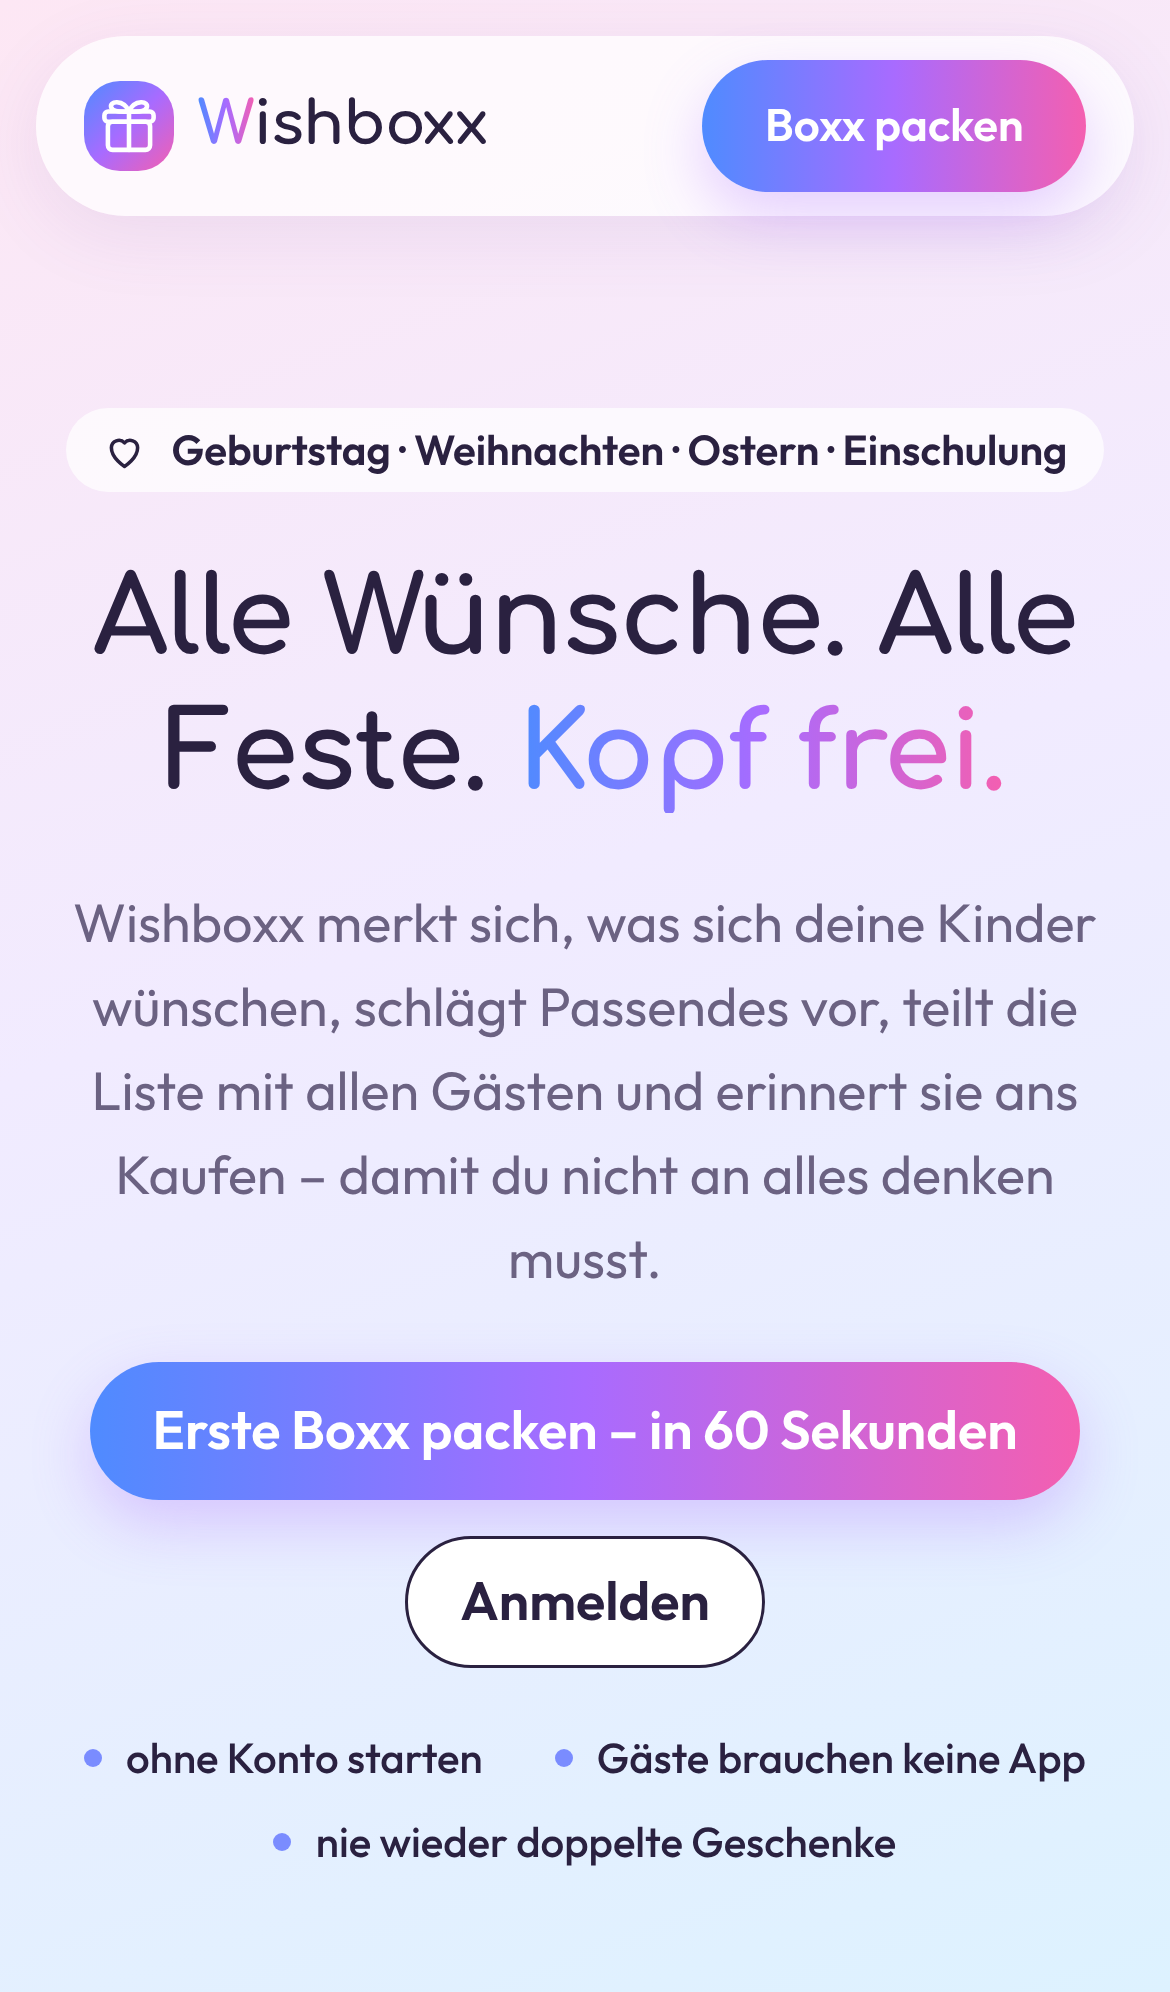 Wishboxx
Boxx packen
Geburtstag · Weihnachten · Ostern · Einschulung
Alle Wünsche. Alle
Feste. Kopf frei.
Wishboxx merkt sich, was sich deine Kinder
wünschen, schlägt Passendes vor, teilt die
Liste mit allen Gästen und erinnert sie ans
Kaufen – damit du nicht an alles denken
musst.
Erste Boxx packen – in 60 Sekunden
Anmelden
ohne Konto starten
Gäste brauchen keine App
nie wieder doppelte Geschenke